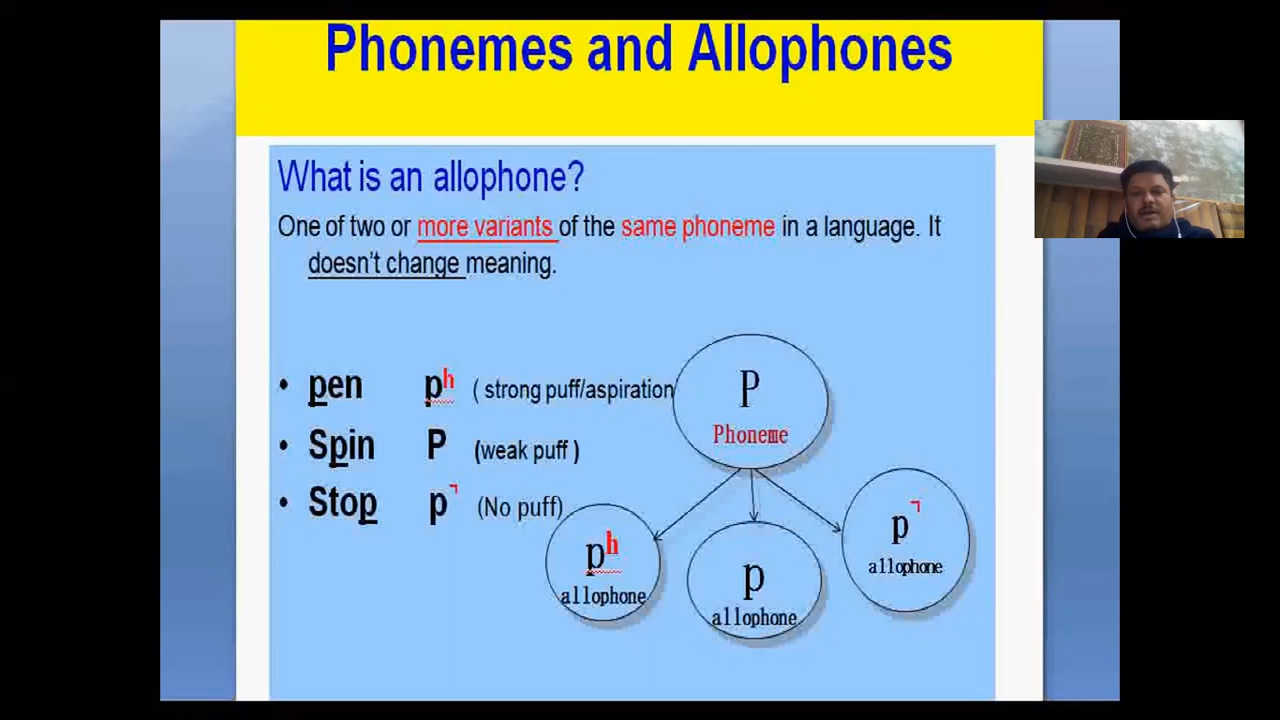 Phonemes and Allophones
What is an allophone?
One of two or more variants of the same phoneme in a language. It
doesn't change meaning.
• pen pʰ ( strong puff/aspiration
• Spin P (weak puff )
• Stop p̚ (No puff)
P
Phoneme
pʰ
allophone
p
allophone
p̚
allophone